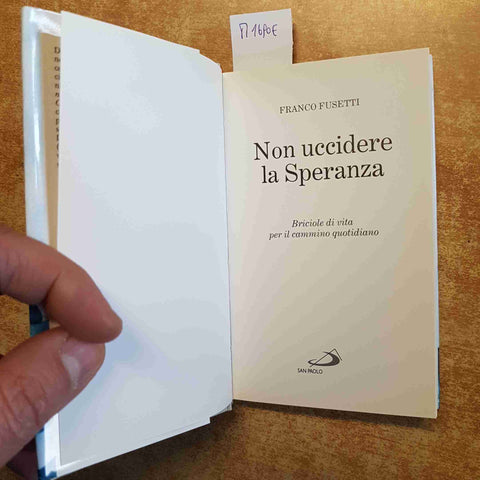 FRANCO FUSETTI
Non uccidere
la Speranza
Briciole di vita
per il cammino quotidiano
SAN PAOLO